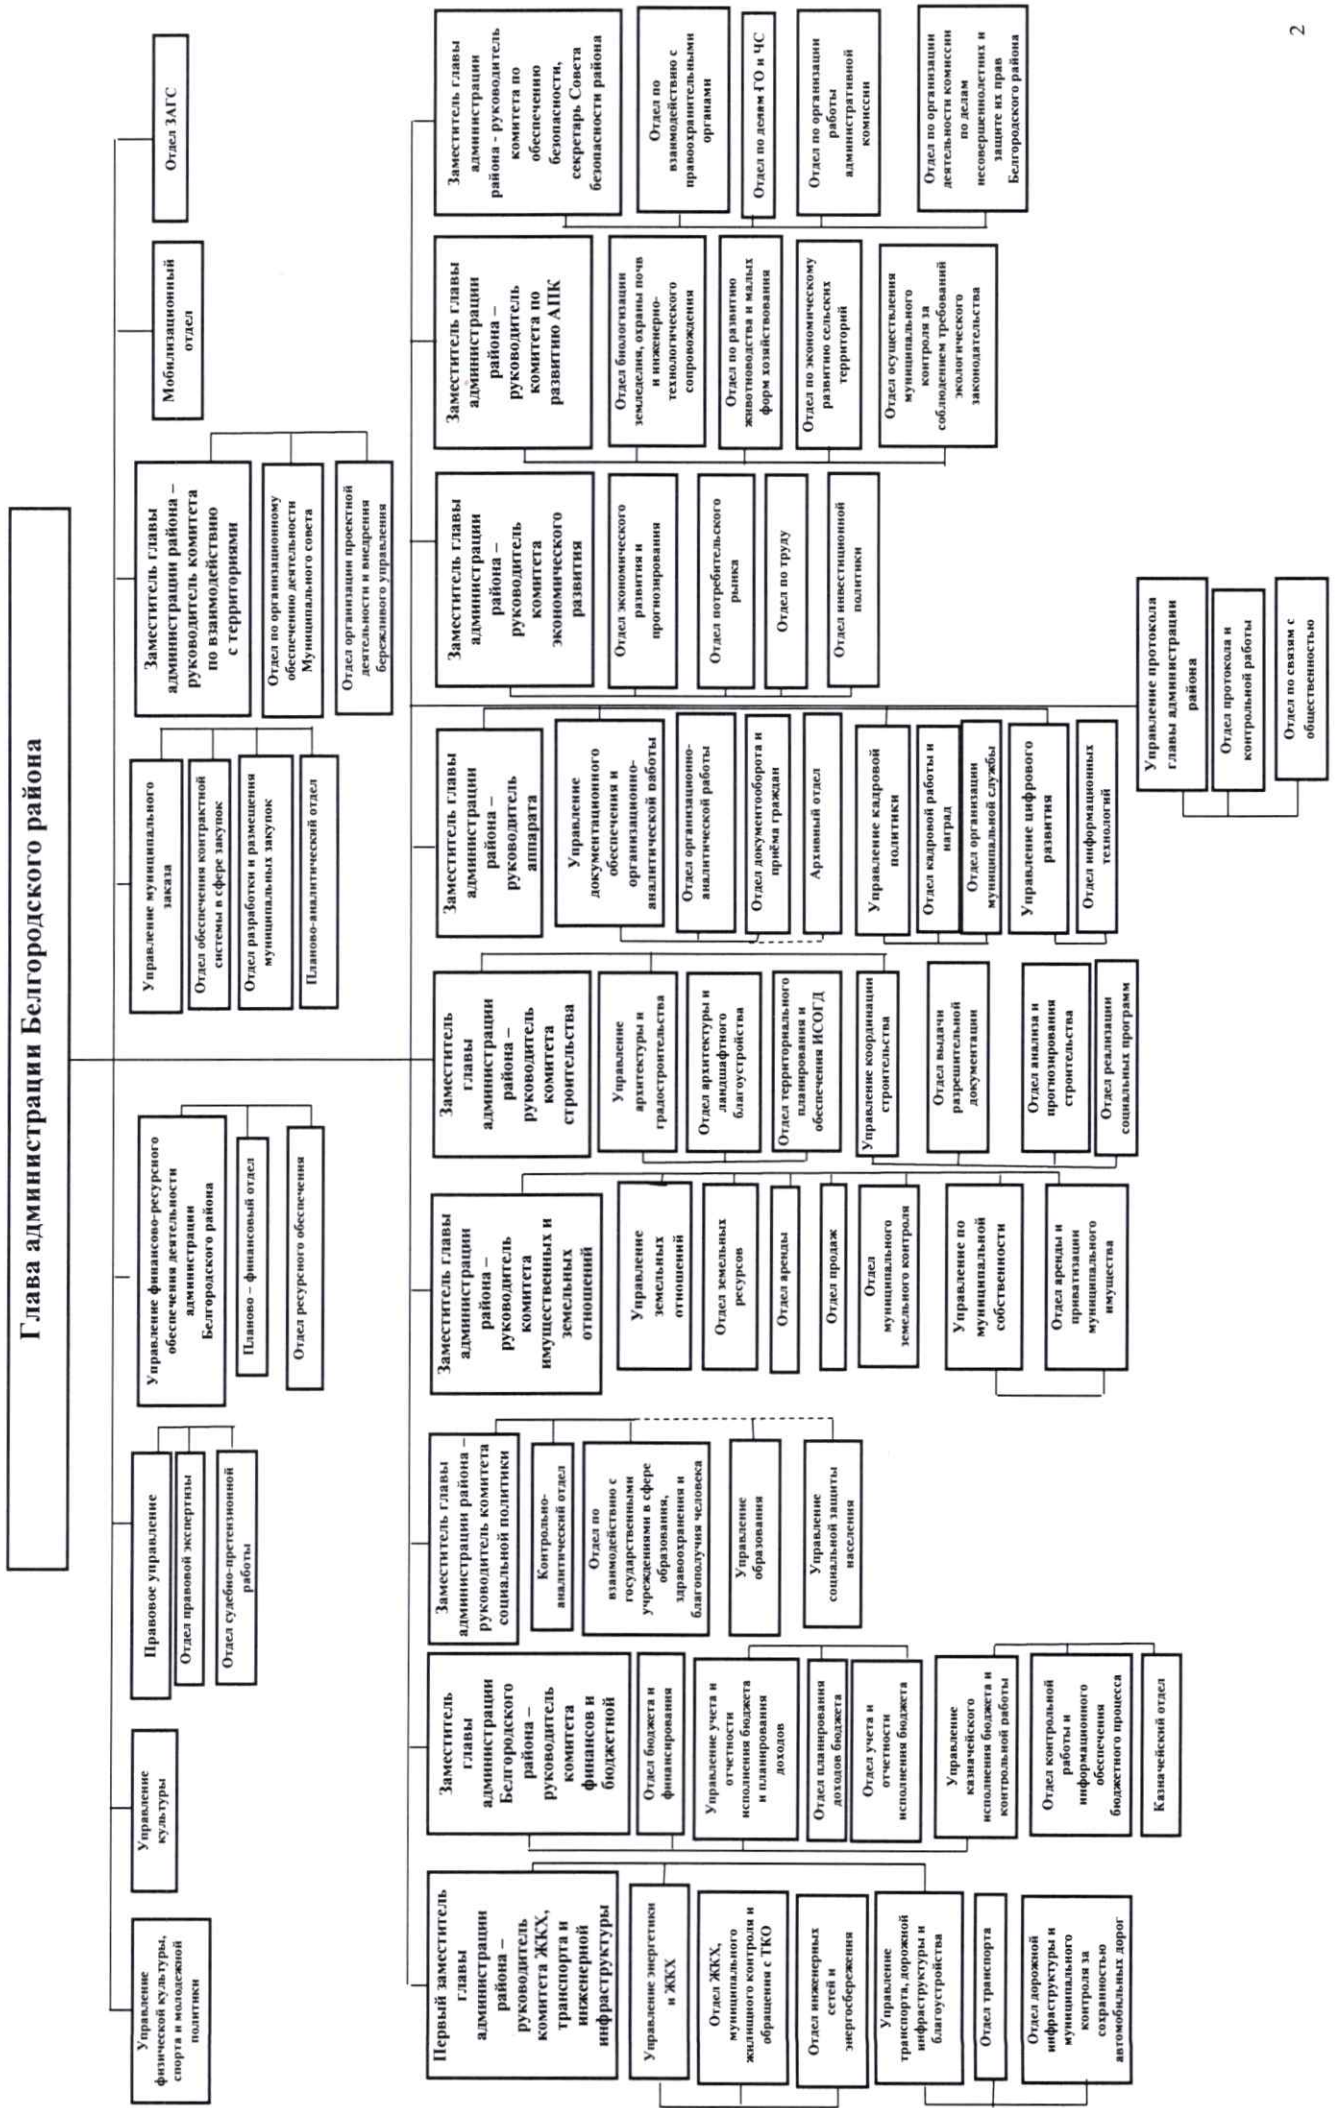 Глава администрации Белгородского района
Управление
физической культуры,
спорта и молодежной
политики
Управление
культуры
Правовое управление
Отдел правовой экспертизы
Отдел судебно-претензионной
работы
Управление финансово-ресурсного
обеспечения деятельности
администрации
Белгородского района
Планово – финансовый отдел
Отдел ресурсного обеспечения
Управление муниципального
заказа
Отдел обеспечения контрактной
системы в сфере закупок
Отдел разработки и размещения
муниципальных закупок
Планово-аналитический отдел
Заместитель главы
администрации района –
руководитель комитета
по взаимодействию
с территориями
Отдел по организационному
обеспечению деятельности
Муниципального совета
Отдел организации проектной
деятельности и внедрения
бережливого управления
Мобилизационный
отдел
Отдел ЗАГС
Первый заместитель
главы
администрации
района –
руководитель
комитета ЖКХ,
транспорта и
инженерной
инфраструктуры
Управление энергетики
и ЖКХ
Отдел ЖКХ,
муниципального
жилищного контроля и
обращения с ТКО
Отдел инженерных
сетей и
энергосбережения
Управление
транспорта, дорожной
инфраструктуры и
благоустройства
Отдел транспорта
Отдел дорожной
инфраструктуры и
муниципального
контроля за
сохранностью
автомобильных дорог
Заместитель
главы
администрации
Белгородского
района –
руководитель
комитета
финансов и
бюджетной
Отдел бюджета и
финансирования
Управление учета и
отчетности
исполнения бюджета
и планирования
доходов
Отдел планирования
доходов бюджета
Отдел учета и
отчетности
исполнения бюджета
Управление
казначейского
исполнения бюджета и
контрольной работы
Отдел контрольной
работы и
информационного
обеспечения
бюджетного процесса
Казначейский отдел
Заместитель главы
администрации района –
руководитель комитета
социальной политики
Контрольно-
аналитический отдел
Отдел по
взаимодействию с
государственными
учреждениями в сфере
образования,
здравоохранения и
благополучия человека
Управление
образования
Управление
социальной защиты
населения
Заместитель главы
администрации
района –
руководитель
комитета
имущественных и
земельных
отношений
Управление
земельных
отношений
Отдел земельных
ресурсов
Отдел аренды
Отдел продаж
Отдел
муниципального
земельного контроля
Управление по
муниципальной
собственности
Отдел аренды и
приватизации
муниципального
имущества
Заместитель
главы
администрации
района –
руководитель
комитета
строительства
Управление
архитектуры и
градостроительства
Отдел архитектуры и
ландшафтного
благоустройства
Отдел территориального
планирования и
обеспечения ИСОГД
Управление координации
строительства
Отдел выдачи
разрешительной
документации
Отдел анализа и
прогнозирования
строительства
Отдел реализации
социальных программ
Заместитель главы
администрации
района –
руководитель
аппарата
Управление
документационного
обеспечения и
организационно-
аналитической работы
Отдел организационно-
аналитической работы
Отдел документооборота и
приёма граждан
Архивный отдел
Управление кадровой
политики
Отдел кадровой работы и
наград
Отдел организации
муниципальной службы
Управление цифрового
развития
Отдел информационных
технологий
Управление протокола
главы администрации
района
Отдел протокола и
контрольной работы
Отдел по связям с
общественностью
Заместитель главы
администрации
района –
руководитель
комитета
экономического
развития
Отдел экономического
развития и
прогнозирования
Отдел потребительского
рынка
Отдел по труду
Отдел инвестиционной
политики
Заместитель главы
администрации
района –
руководитель
комитета по
развитию АПК
Отдел биологизации
земледелия, охраны почв
и инженерно-
технологического
сопровождения
Отдел по развитию
животноводства и малых
форм хозяйствования
Отдел по экономическому
развитию сельских
территорий
Отдел осуществления
муниципального
контроля за
соблюдением требований
экологического
законодательства
Заместитель главы
администрации
района - руководитель
комитета по
обеспечению
безопасности,
секретарь Совета
безопасности района
Отдел по
взаимодействию с
правоохранительными
органами
Отдел по делам ГО и ЧС
Отдел по организации
работы
административной
комиссии
Отдел по организации
деятельности комиссии
по делам
несовершеннолетних и
защите их прав
Белгородского района
2